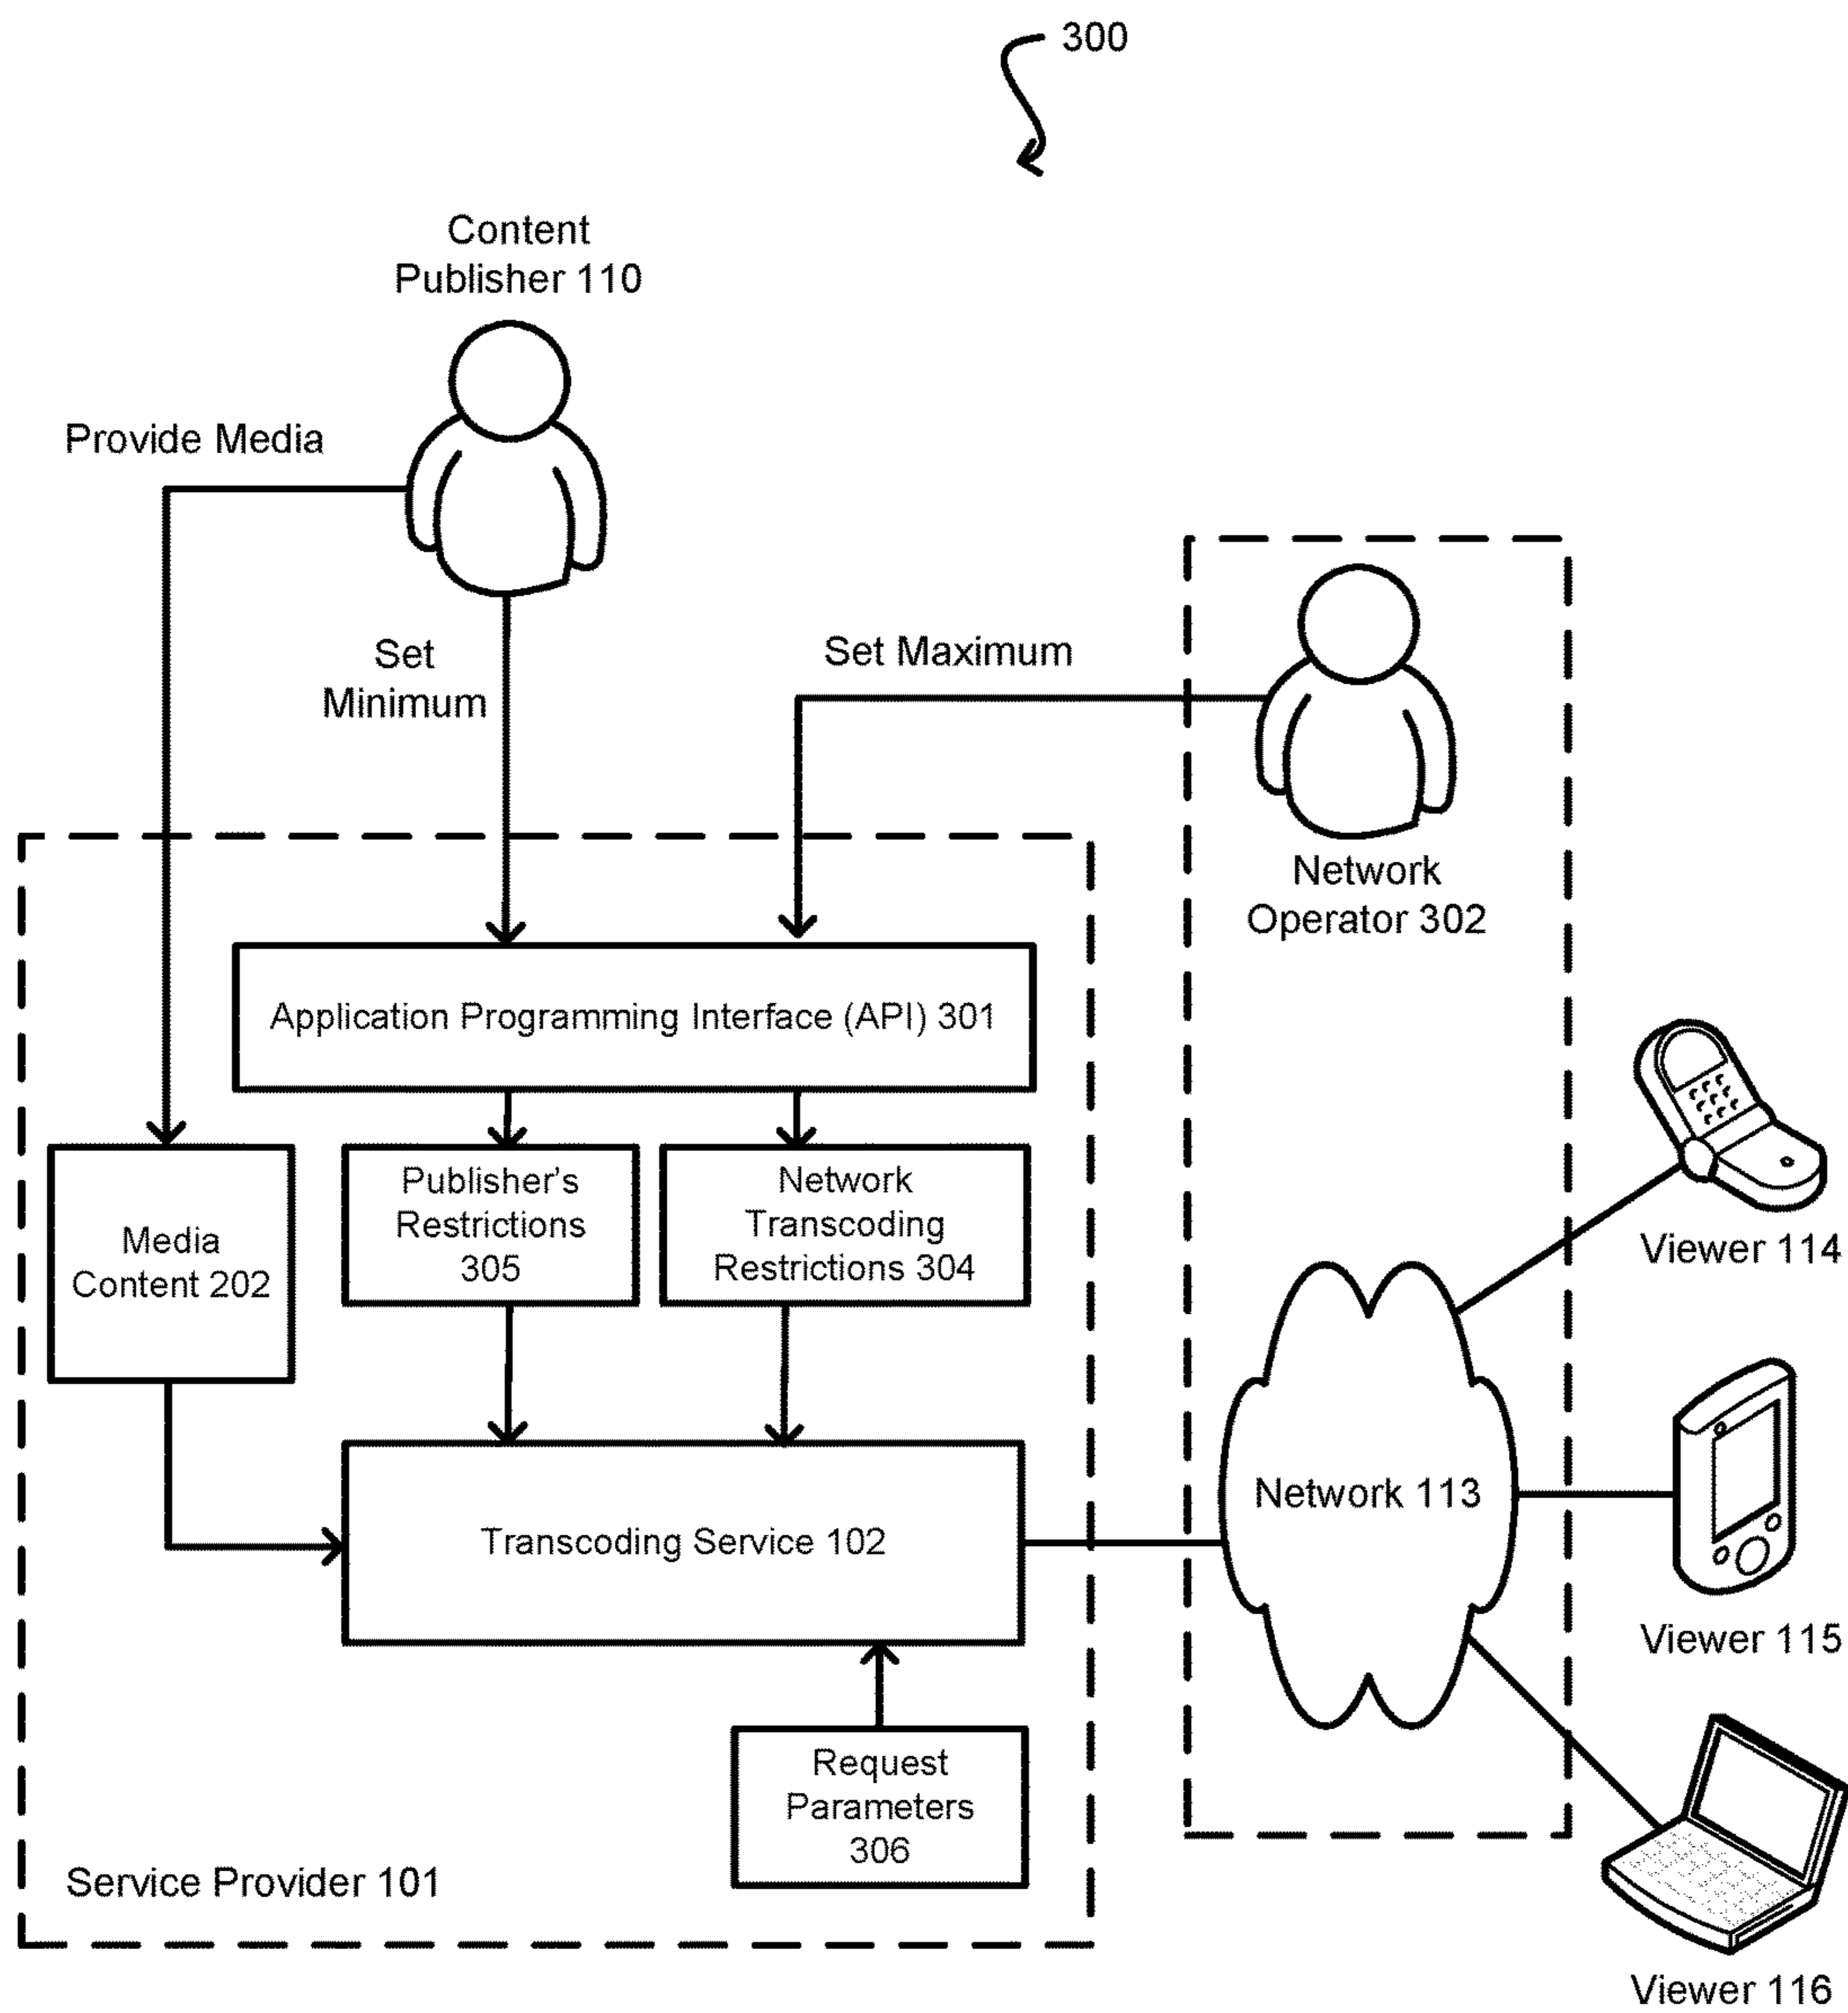 300
Content
Publisher 110
Provide Media
Set
Minimum
Set Maximum
Network
Operator 302
Application Programming Interface (API) 301
Media
Content 202
Publisher's
Restrictions
305
Network
Transcoding
Restrictions 304
Viewer 114
Transcoding Service 102
Network 113
Viewer 115
Request
Parameters
306
Service Provider 101
Viewer 116